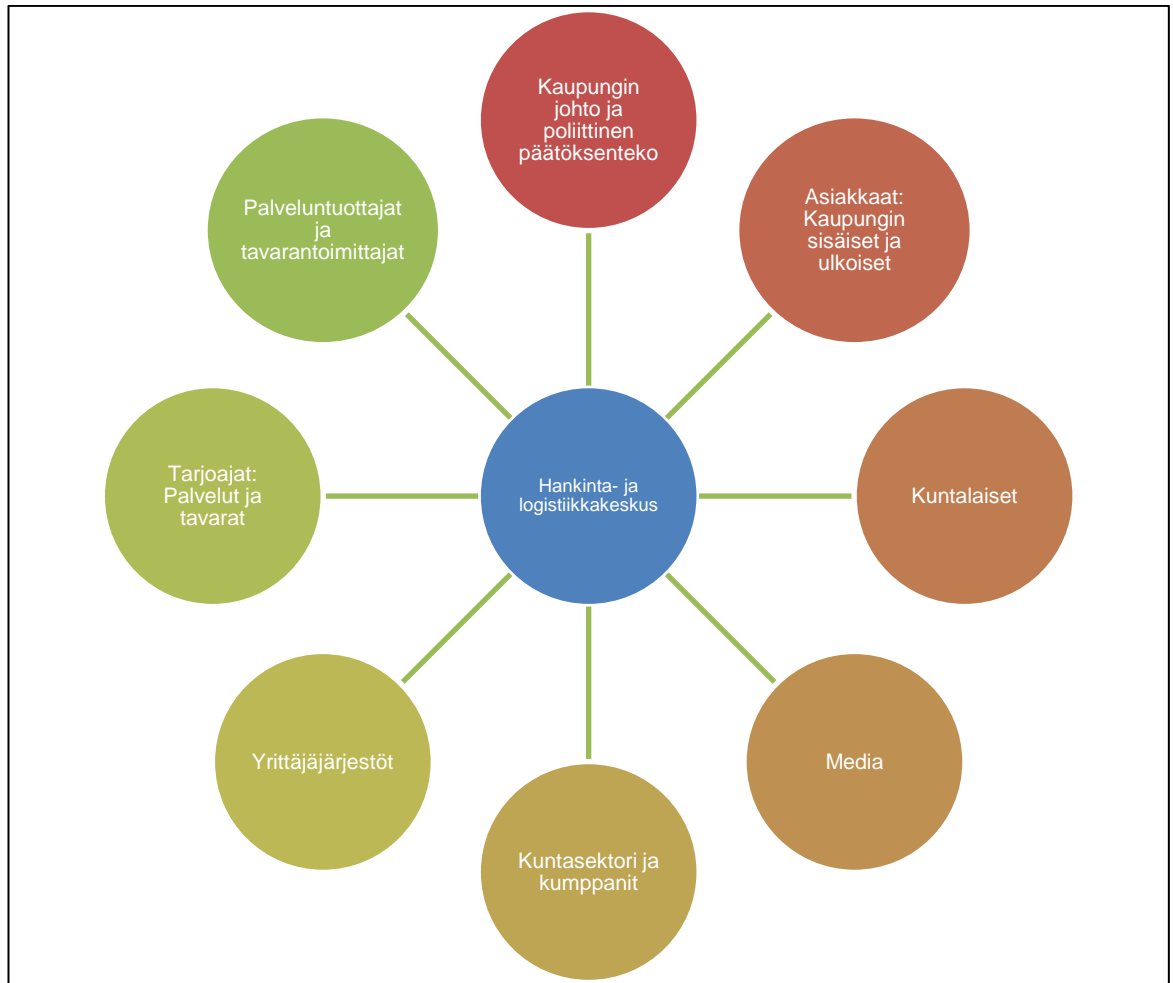 Kaupungin
johto ja
poliittinen
päätöksenteko
Asiakkaat:
Kaupungin
sisäiset ja
ulkoiset
Kuntalaiset
Media
Kuntasektori ja
kumppanit
Yrittäjäjärjestöt
Tarjoajat:
Palvelut ja
tavarat
Palveluntuottajat
ja
tavarantoimittajat
Hankinta- ja
logistiikkakeskus